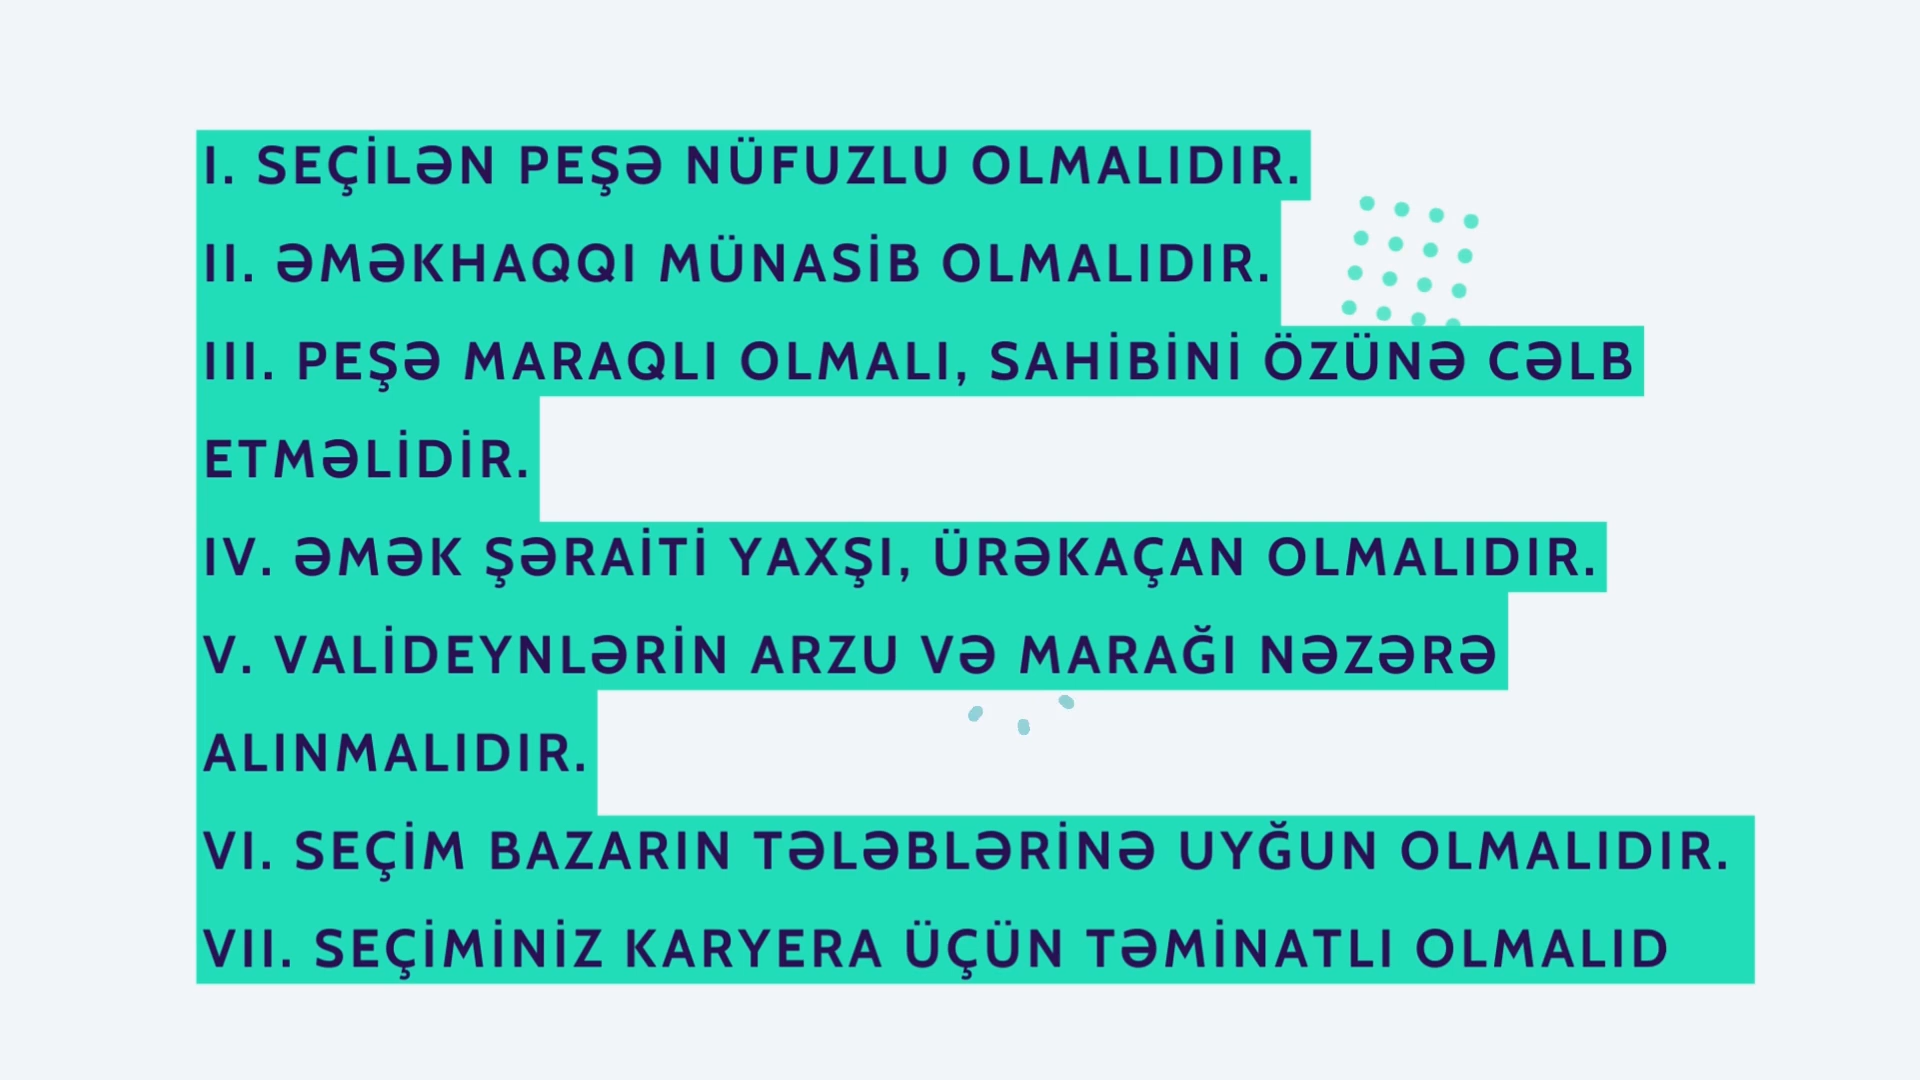 I. SEÇİLƏN PEŞƏ NÜFUZLU OLMALIDIR.
II. ƏMƏKHAQQI MÜNASİB OLMALIDIR.
III. PEŞƏ MARAQLI OLMALI, SAHİBİNİ ÖZÜNƏ CƏLB
ETMƏLİDİR.
IV. ƏMƏK ŞƏRAİTİ YAXŞI, ÜRƏKAÇAN OLMALIDIR.
V. VALİDEYNLƏRİN ARZU VƏ MARAĞI NƏZƏRƏ
ALINMALIDIR.
VI. SEÇİM BAZARIN TƏLƏBLƏRİNƏ UYĞUN OLMALIDIR.
VII. SEÇİMİNİZ KARYERA ÜÇÜN TƏMİNATLI OLMALID